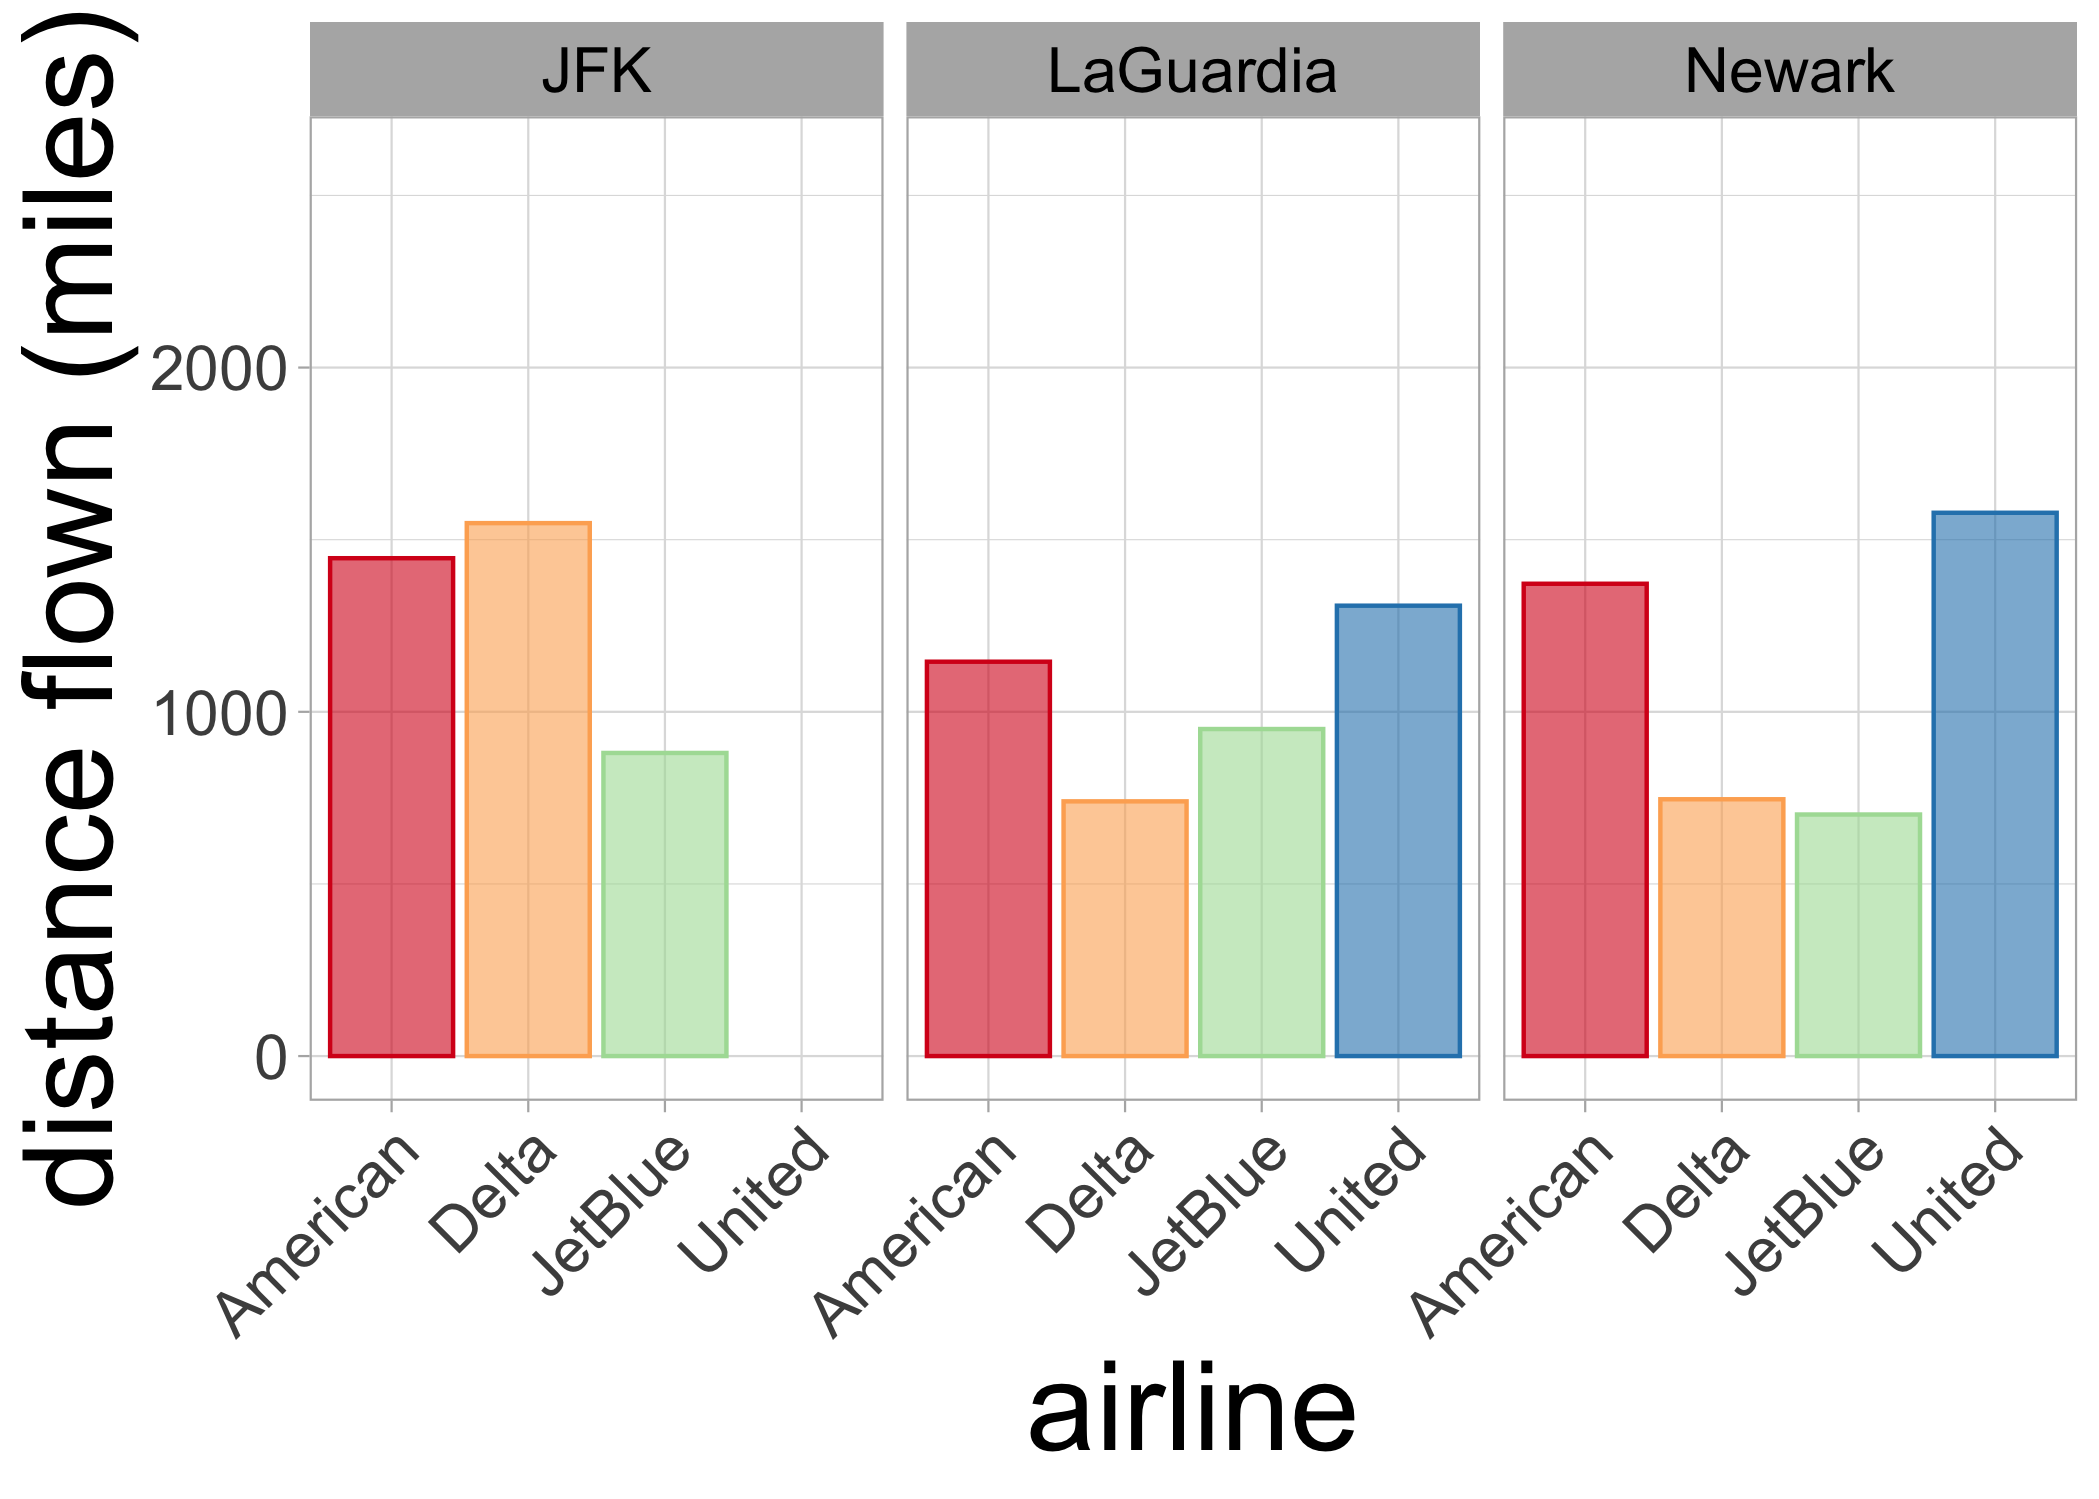 JFK
LaGuardia
Newark
distance flown (miles)
2000
1000
0
American
Delta
JetBlue
United
American
Delta
JetBlue
United
American
Delta
JetBlue
United
airline